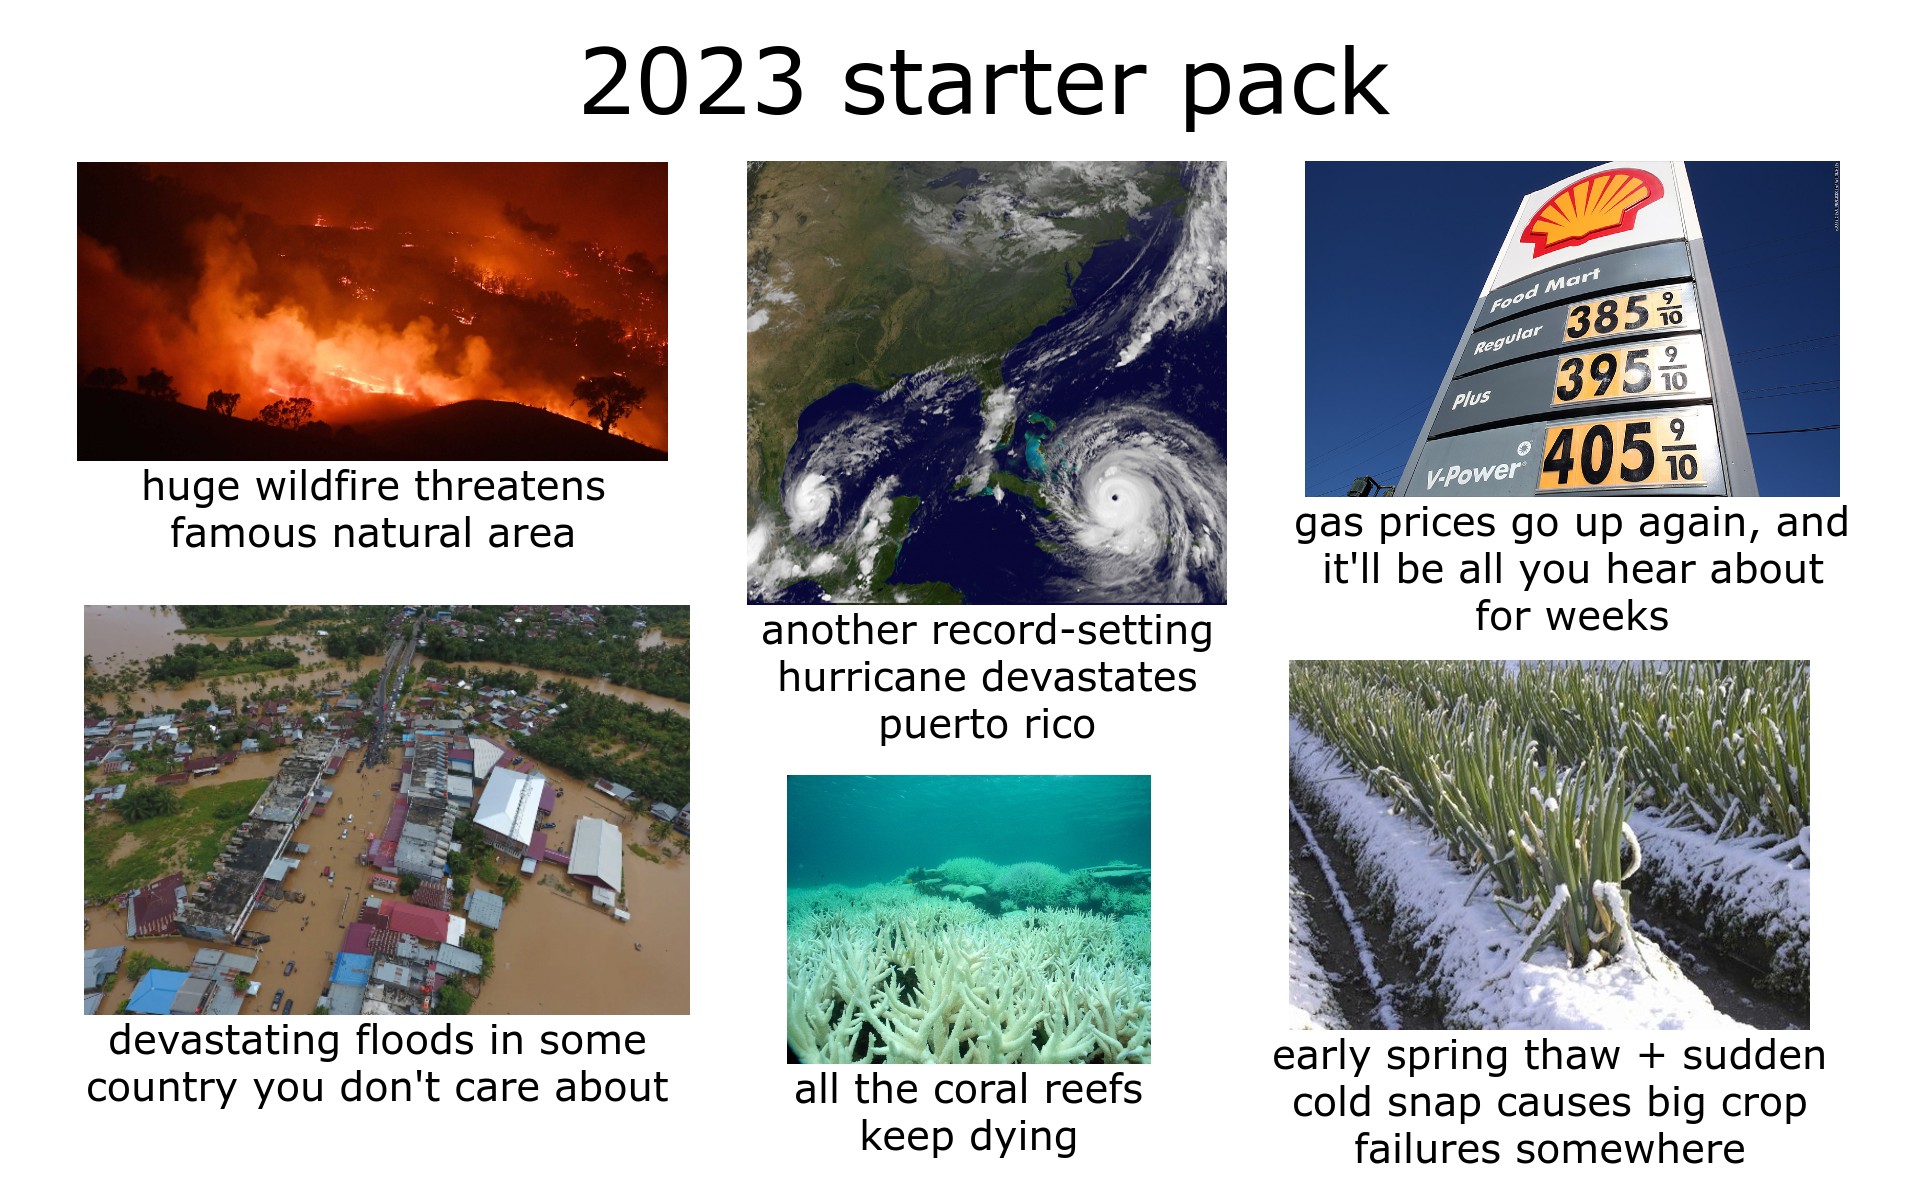 2023 starter pack
huge wildfire threatens
famous natural area
another record-setting
hurricane devastates
puerto rico
Food Mart
Regular 385 9/10
Plus 395 9/10
V-Power 405 9/10
gas prices go up again, and
it'll be all you hear about
for weeks
devastating floods in some
country you don't care about
all the coral reefs
keep dying
early spring thaw + sudden
cold snap causes big crop
failures somewhere